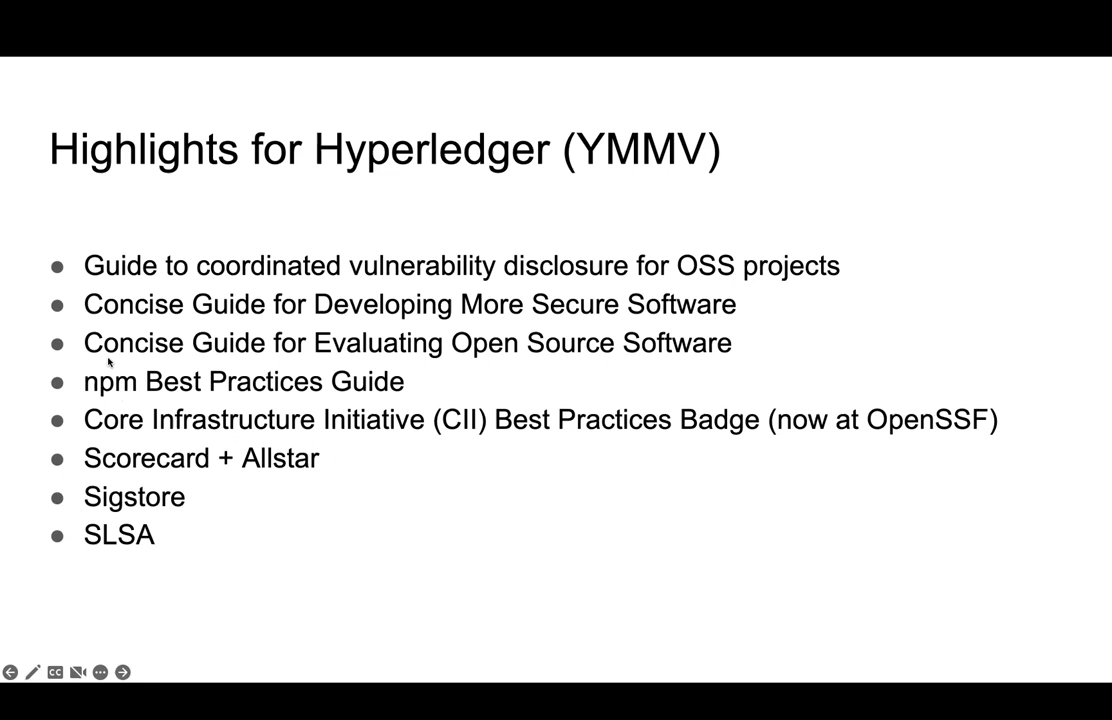 Highlights for Hyperledger (YMMV)
Guide to coordinated vulnerability disclosure for OSS projects
Concise Guide for Developing More Secure Software
Concise Guide for Evaluating Open Source Software
npm Best Practices Guide
Core Infrastructure Initiative (CII) Best Practices Badge (now at OpenSSF)
Scorecard + Allstar
Sigstore
SLSA
CC